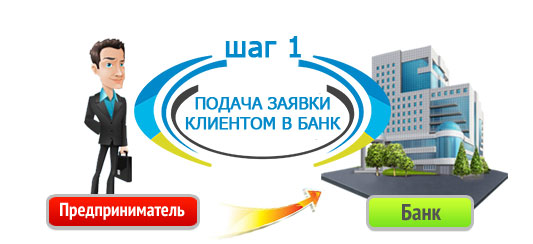 шаг 1
ПОДАЧА ЗАЯВКИ
КЛИЕНТОМ В БАНК
Предприниматель
Банк